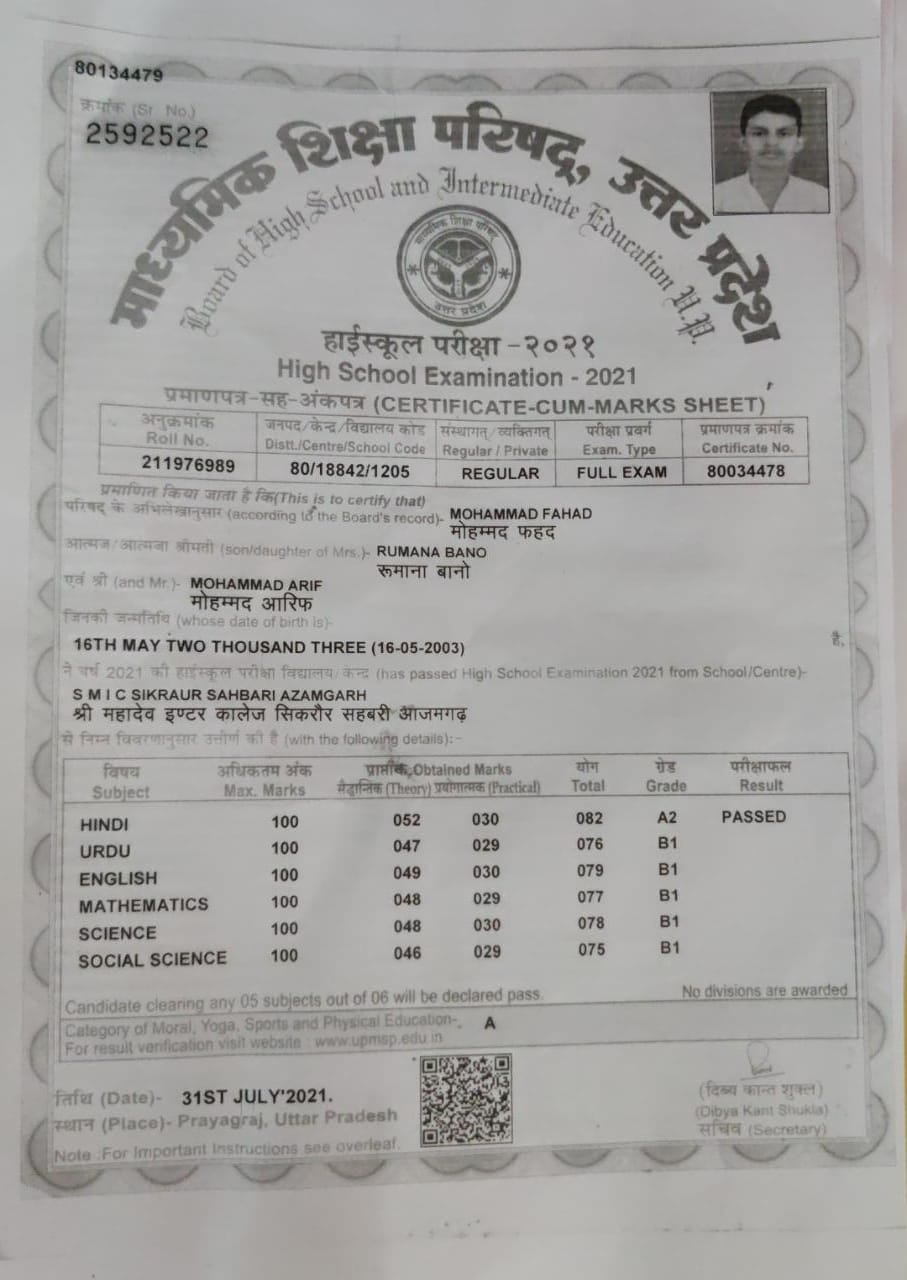 80134479
क्रमांक (Sr. No.)
2592522
माध्यमिक शिक्षा परिषद्, उत्तर प्रदेश
Board of High School and Intermediate Education U.P.
माध्यमिक शिक्षा परिषद्
उत्तर प्रदेश
हाईस्कूल परीक्षा -२०२१
High School Examination - 2021
प्रमाणपत्र-सह-अंकपत्र (CERTIFICATE-CUM-MARKS SHEET)
अनुक्रमांक जनपद/केन्द्र/विद्यालय कोड संस्थागत/व्यक्तिगत परीक्षा प्रवर्ग प्रमाणपत्र क्रमांक
Roll No. Distt./Centre/School Code Regular / Private Exam. Type Certificate No.
211976989 80/18842/1205 REGULAR FULL EXAM 80034478
प्रमाणित किया जाता है कि(This is to certify that)
परिषद् के अभिलेखानुसार (according to the Board's record)- MOHAMMAD FAHAD
मोहम्मद फहद
आत्मज/आत्मजा श्रीमती (son/daughter of Mrs.)- RUMANA BANO
रूमाना बानो
एवं श्री (and Mr.)- MOHAMMAD ARIF
मोहम्मद आरिफ
जिनकी जन्मतिथि (whose date of birth is)-
16TH MAY TWO THOUSAND THREE (16-05-2003) है,
ने वर्ष 2021 की हाईस्कूल परीक्षा विद्यालय/केन्द्र (has passed High School Examination 2021 from School/Centre)-
S M I C SIKRAUR SAHBARI AZAMGARH
श्री महादेव इण्टर कालेज सिकरौर सहबरी आजमगढ़
से निम्न विवरणानुसार उत्तीर्ण की है (with the following details):-
विषय अधिकतम अंक प्राप्तांक Obtained Marks योग ग्रेड परीक्षाफल
Subject Max. Marks सैद्धान्तिक (Theory) प्रयोगात्मक (Practical) Total Grade Result
HINDI 100 052 030 082 A2 PASSED
URDU 100 047 029 076 B1
ENGLISH 100 049 030 079 B1
MATHEMATICS 100 048 029 077 B1
SCIENCE 100 048 030 078 B1
SOCIAL SCIENCE 100 046 029 075 B1
Candidate clearing any 05 subjects out of 06 will be declared pass. No divisions are awarded
Category of Moral, Yoga, Sports and Physical Education-, A
For result verification visit website : www.upmsp.edu.in
तिथि (Date)- 31ST JULY'2021.
स्थान (Place)- Prayagraj, Uttar Pradesh
Note :For Important Instructions see overleaf.
(दिव्य कान्त शुक्ल)
(Dibya Kant Shukla)
सचिव (Secretary)